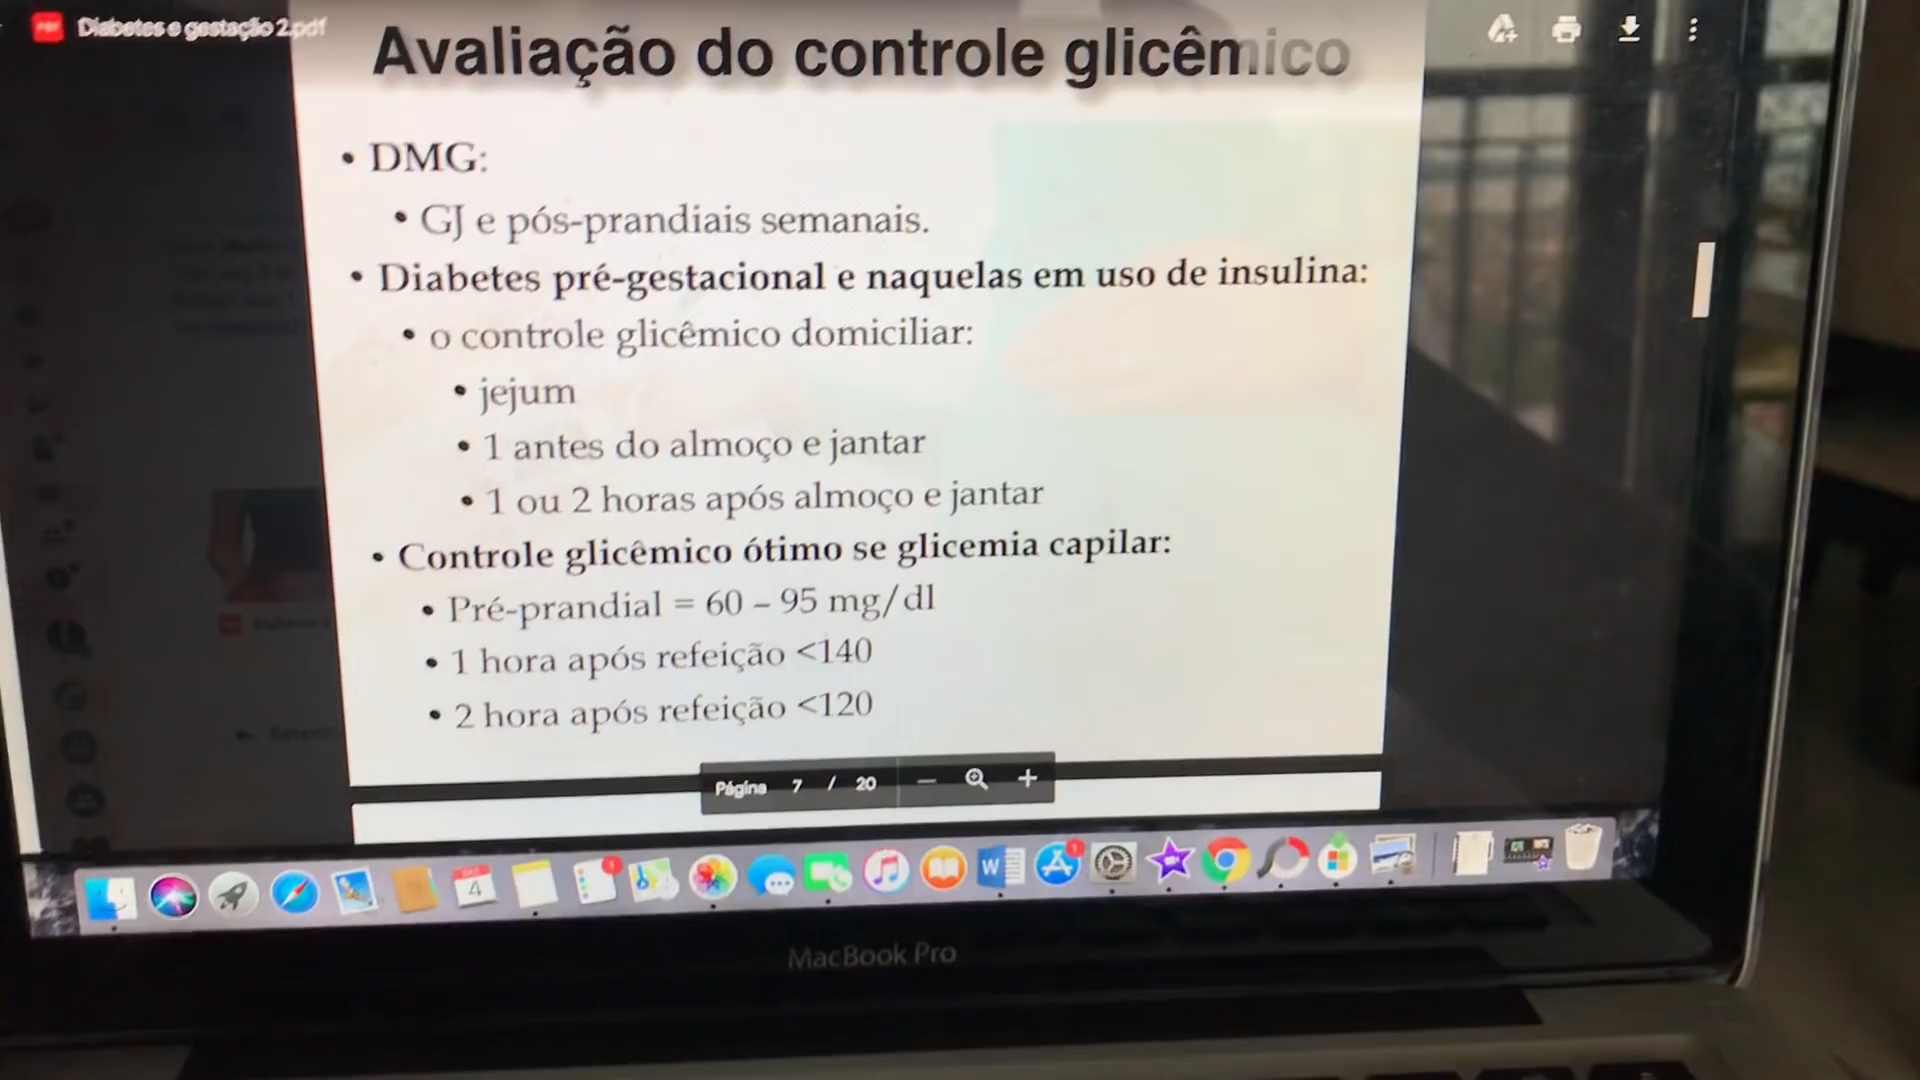 Diabetes e gestação 2.pdf
Avaliação do controle glicêmico
• DMG:
• GJ e pós-prandiais semanais.
• Diabetes pré-gestacional e naquelas em uso de insulina:
• o controle glicêmico domiciliar:
• jejum
• 1 antes do almoço e jantar
• 1 ou 2 horas após almoço e jantar
• Controle glicêmico ótimo se glicemia capilar:
• Pré-prandial = 60 – 95 mg/dl
• 1 hora após refeição <140
• 2 hora após refeição <120
Página 7 / 20
4
MacBook Pro